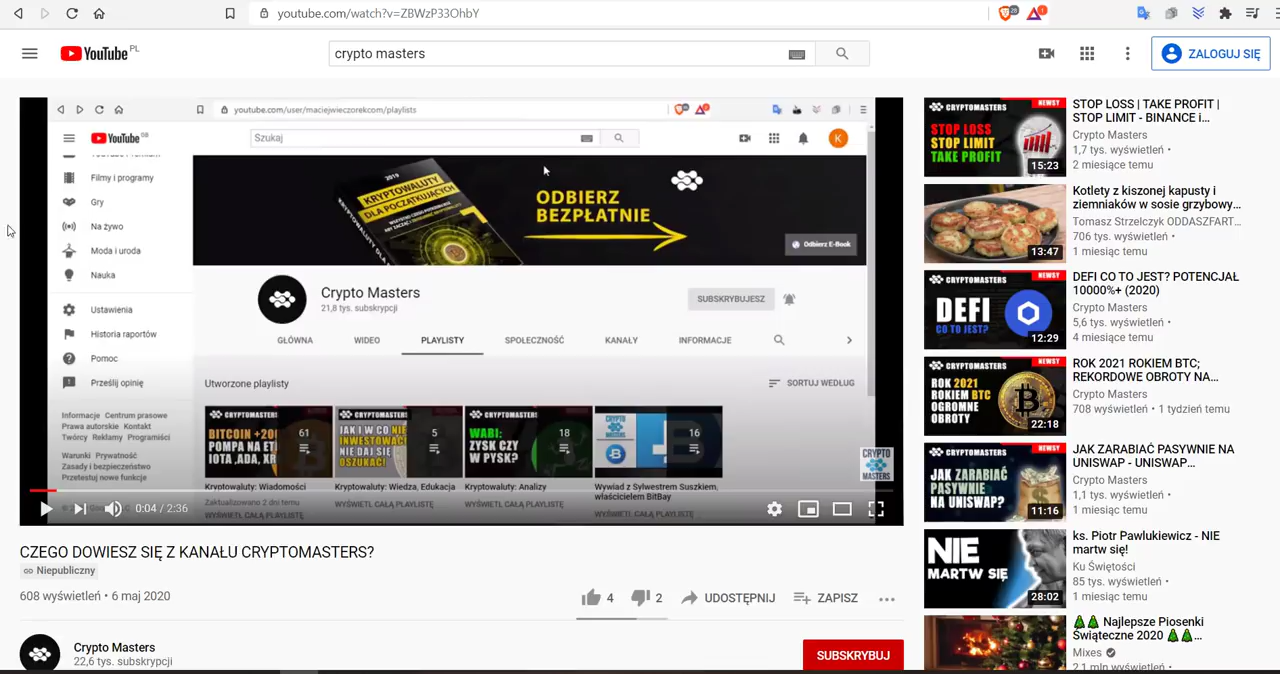 youtube.com/watch?v=ZBWzP33OhbY
YouTube PL
crypto masters
ZALOGUJ SIĘ
youtube.com/user/maciejwieczorekcom/playlists
YouTube GB
Szukaj
K
Filmy i programy
Gry
Na żywo
Moda i uroda
Nauka
Ustawienia
Historia raportów
Pomoc
Prześlij opinię
Informacje Centrum prasowe
Prawa autorskie Kontakt
Twórcy Reklamy Programiści
Warunki Prywatność
Zasady i bezpieczeństwo
Przetestuj nowe funkcje
2019
KRYPTOWALUTY
DLA POCZĄTKUJĄCYCH
ODBIERZ
BEZPŁATNIE
Odbierz E-Book
Crypto Masters
21,8 tys. subskrypcji
SUBSKRYBUJESZ
GŁÓWNA
WIDEO
PLAYLISTY
SPOŁECZNOŚĆ
KANAŁY
INFORMACJE
Utworzone playlisty
SORTUJ WEDŁUG
CRYPTOMASTERS
BITCOIN +20
POMPA NA ET
IOTA ,ADA, XR
61
CRYPTOMASTERS
JAK I W CO NI
INWESTOWAĆ
NIE DAJ SIĘ
OSZUKAĆ!
5
CRYPTOMASTERS
WABI:
ZYSK CZY
W PYSK?
18
CRYPTO
MASTERS
16
Kryptowaluty: Wiadomości
Zaktualizowano 2 dni temu
WYŚWIETL CAŁĄ PLAYLISTĘ
Kryptowaluty: Wiedza, Edukacja
WYŚWIETL CAŁĄ PLAYLISTĘ
Kryptowaluty: Analizy
WYŚWIETL CAŁĄ PLAYLISTĘ
Wywiad z Sylwestrem Suszkiem,
właścicielem BitBay
WYŚWIETL CAŁĄ PLAYLISTĘ
CRYPTO
MASTERS
0:04 / 2:36
CZEGO DOWIESZ SIĘ Z KANAŁU CRYPTOMASTERS?
Niepubliczny
608 wyświetleń • 6 maj 2020
4
2
UDOSTĘPNIJ
ZAPISZ
Crypto Masters
22,6 tys. subskrypcji
SUBSKRYBUJ
CRYPTOMASTERS NEWSY
STOP LOSS
STOP LIMIT
TAKE PROFIT
15:23
STOP LOSS | TAKE PROFIT |
STOP LIMIT - BINANCE i...
Crypto Masters
1,7 tys. wyświetleń •
2 miesiące temu
13:47
Kotlety z kiszonej kapusty i
ziemniaków w sosie grzybowy...
Tomasz Strzelczyk ODDASZFART...
706 tys. wyświetleń •
1 miesiąc temu
CRYPTOMASTERS NEWSY
DEFI
CO TO JEST?
12:29
DEFI CO TO JEST? POTENCJAŁ
10000%+ (2020)
Crypto Masters
5,6 tys. wyświetleń •
4 miesiące temu
CRYPTOMASTERS NEWSY
ROK 2021
ROKIEM BTC
OGROMNE
OBROTY
22:18
ROK 2021 ROKIEM BTC;
REKORDOWE OBROTY NA...
Crypto Masters
708 wyświetleń • 1 tydzień temu
CRYPTOMASTERS NEWSY
JAK ZARABIAĆ
PASYWNIE
NA UNISWAP?
11:16
JAK ZARABIAĆ PASYWNIE NA
UNISWAP - UNISWAP...
Crypto Masters
1,1 tys. wyświetleń •
1 miesiąc temu
NIE
MARTW SIĘ
28:02
ks. Piotr Pawlukiewicz - NIE
martw się!
Ku Świętości
85 tys. wyświetleń •
1 miesiąc temu
Najlepsze Piosenki
Świąteczne 2020
Mixes
2,1 mln wyświetleń •